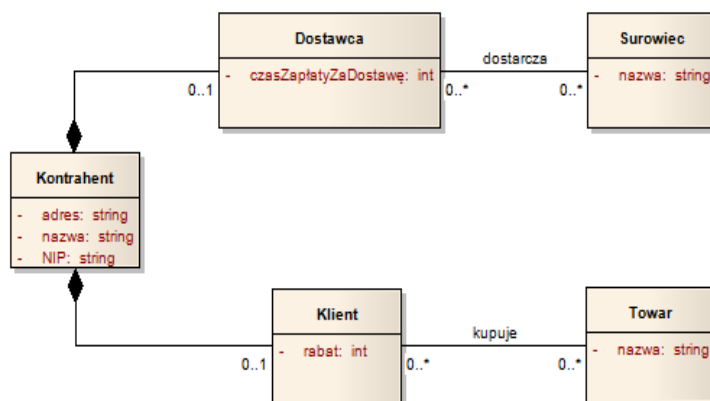 Dostawca
- czasZapłatyZaDostawę: int
0..1
0..*
dostarcza
0..*
Surowiec
- nazwa: string
Kontrahent
- adres: string
- nazwa: string
- NIP: string
Klient
- rabat: int
0..1
0..*
kupuje
0..*
Towar
- nazwa: string